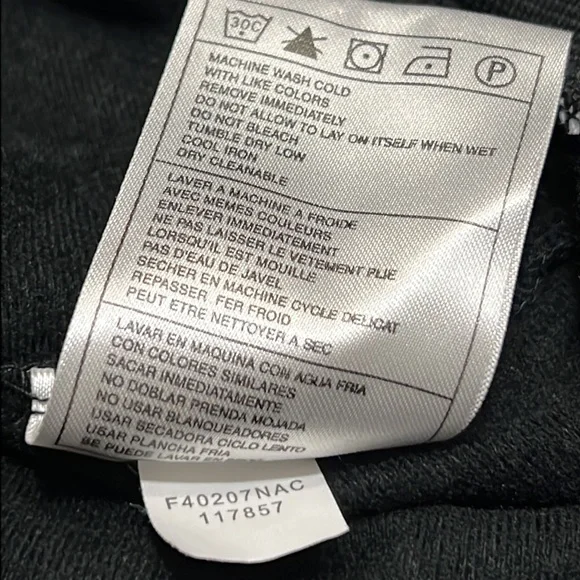 30C
P
MACHINE WASH COLD
WITH LIKE COLORS
REMOVE IMMEDIATELY
DO NOT ALLOW TO LAY ON ITSELF WHEN WET
DO NOT BLEACH
TUMBLE DRY LOW
COOL IRON
DRY CLEANABLE
LAVER A MACHINE A FROIDE
AVEC MEMES COULEURS
ENLEVER IMMEDIATEMENT
NE PAS LAISSER LE VETEMENT PLIE
LORSQU'IL EST MOUILLE
PAS D'EAU DE JAVEL
SECHER EN MACHINE CYCLE DELICAT
REPASSER FER FROID
PEUT ETRE NETTOYER A SEC
LAVAR EN MAQUINA CON AGUA FRIA
CON COLORES SIMILARES
SACAR INMEDIATAMENTE
NO DOBLAR PRENDA MOJADA
NO USAR BLANQUEADORES
USAR SECADORA CICLO LENTO
USAR PLANCHA FRIA
SE PUEDE LAVAR EN
F40207NAC
117857